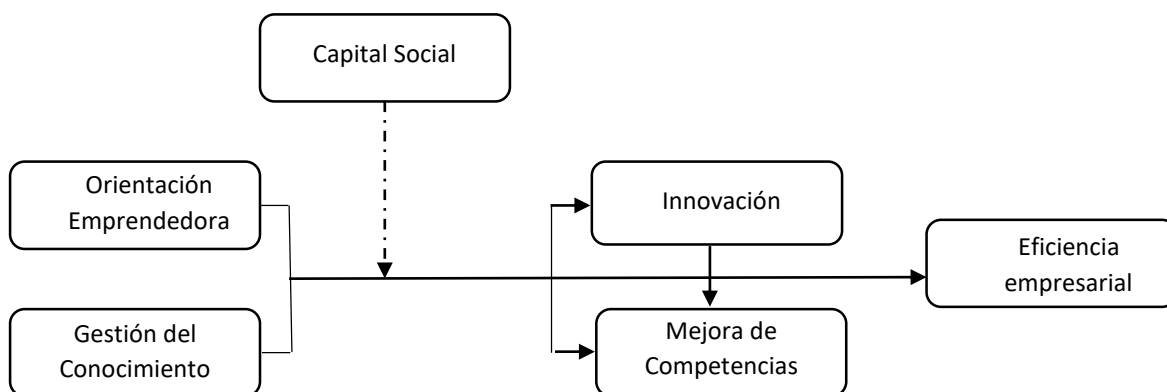 Capital Social
Orientación
Emprendedora
Innovación
Eficiencia
empresarial
Gestión del
Conocimiento
Mejora de
Competencias